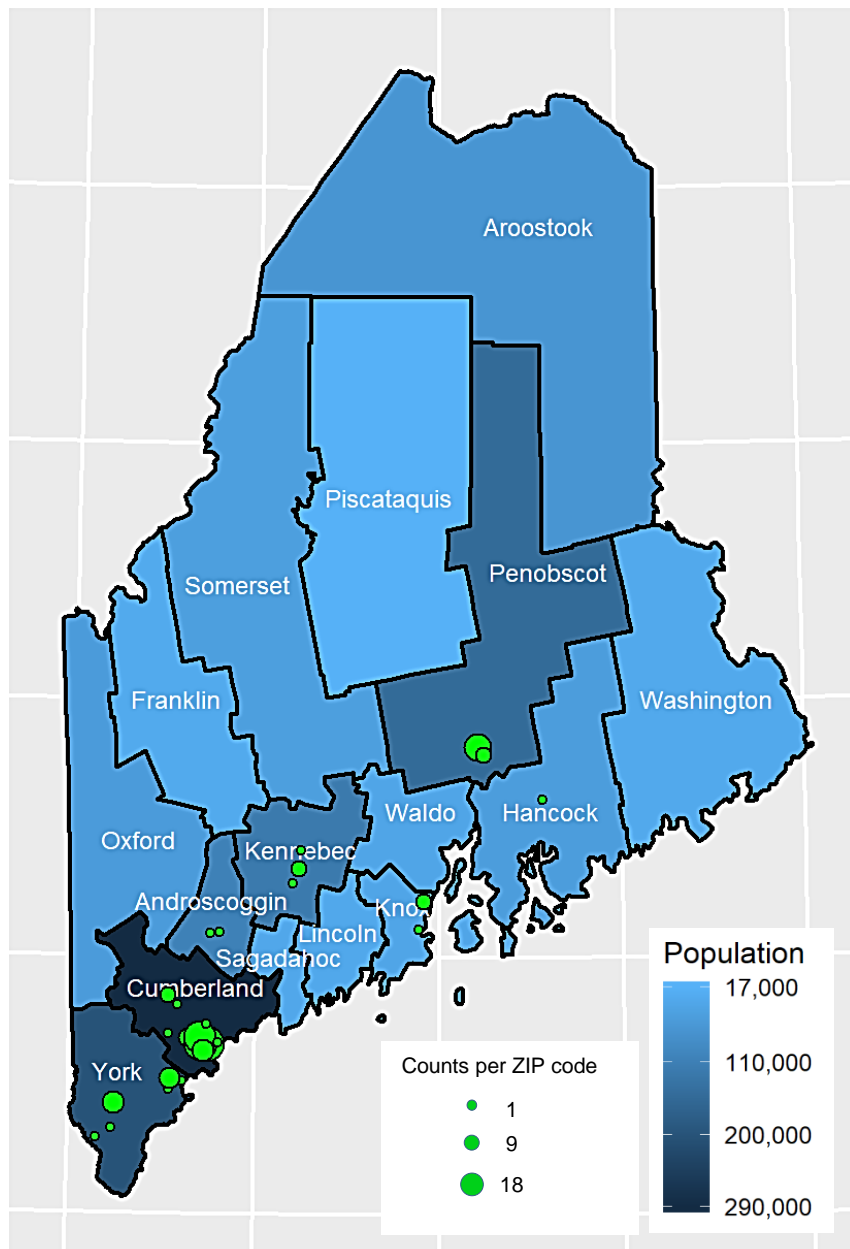 Aroostook
Piscataquis
Penobscot
Somerset
Franklin
Washington
Waldo
Hancock
Oxford
Kennebec
Androscoggin
Knox
Lincoln
Sagadahoc
Cumberland
York
Population
17,000
110,000
200,000
290,000
Counts per ZIP code
1
9
18